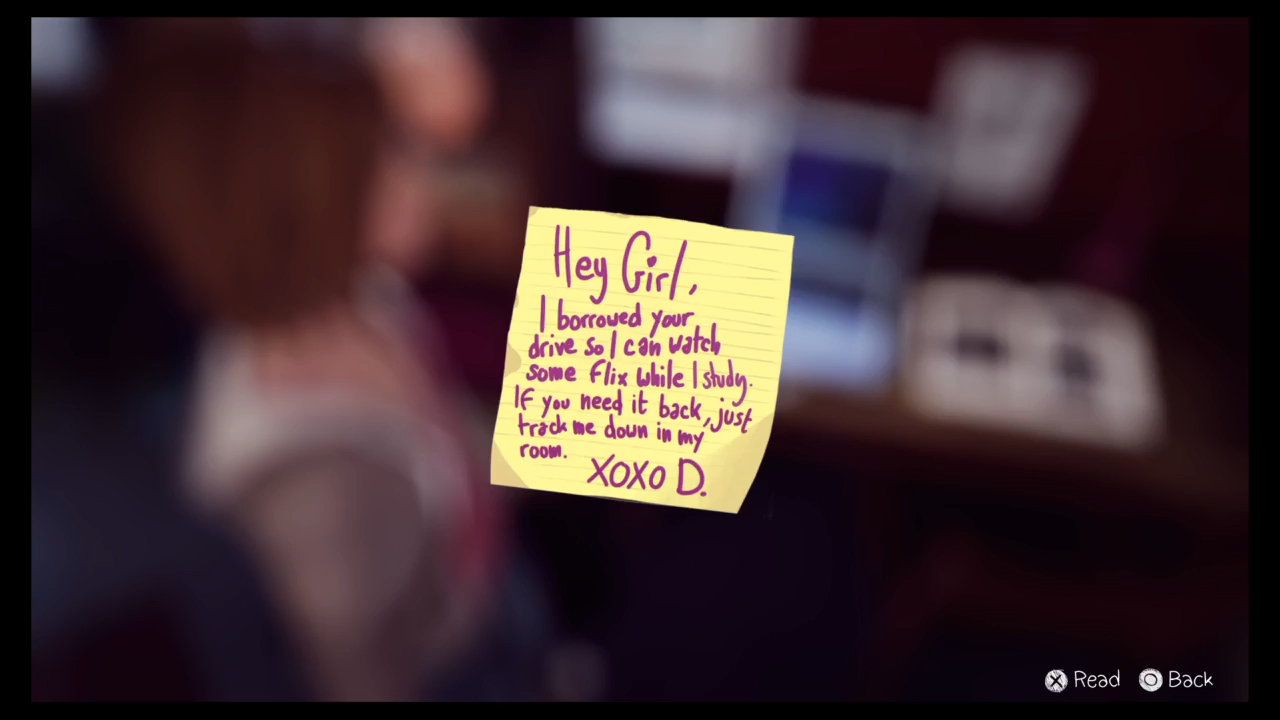 Hey Girl,
I borrowed your
drive so I can watch
some flix while I study.
If you need it back, just
track me down in my
room.
XOXO D.
Read Back